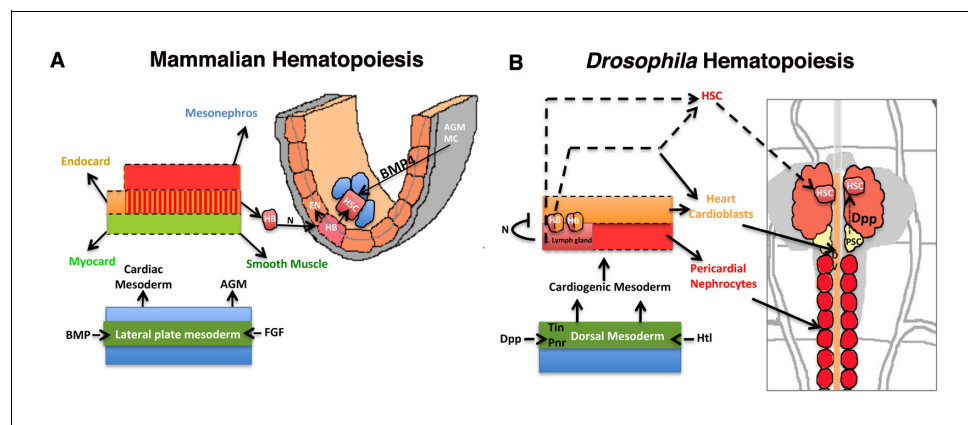 A
Mammalian Hematopoiesis
Mesonephros
Endocard
AGM
MC
BMP4
HSC
EN
HB
N
HB
Myocard
Smooth Muscle
Cardiac
Mesoderm
AGM
BMP
Lateral plate mesoderm
FGF
B
Drosophila Hematopoiesis
HSC
HSC
HSC
Dpp
PSC
Heart
Cardioblasts
HB
HB
N
Lymph gland
Pericardial
Nephrocytes
Cardiogenic Mesoderm
Tin
Pnr
Dorsal Mesoderm
Dpp
Htl
D
V